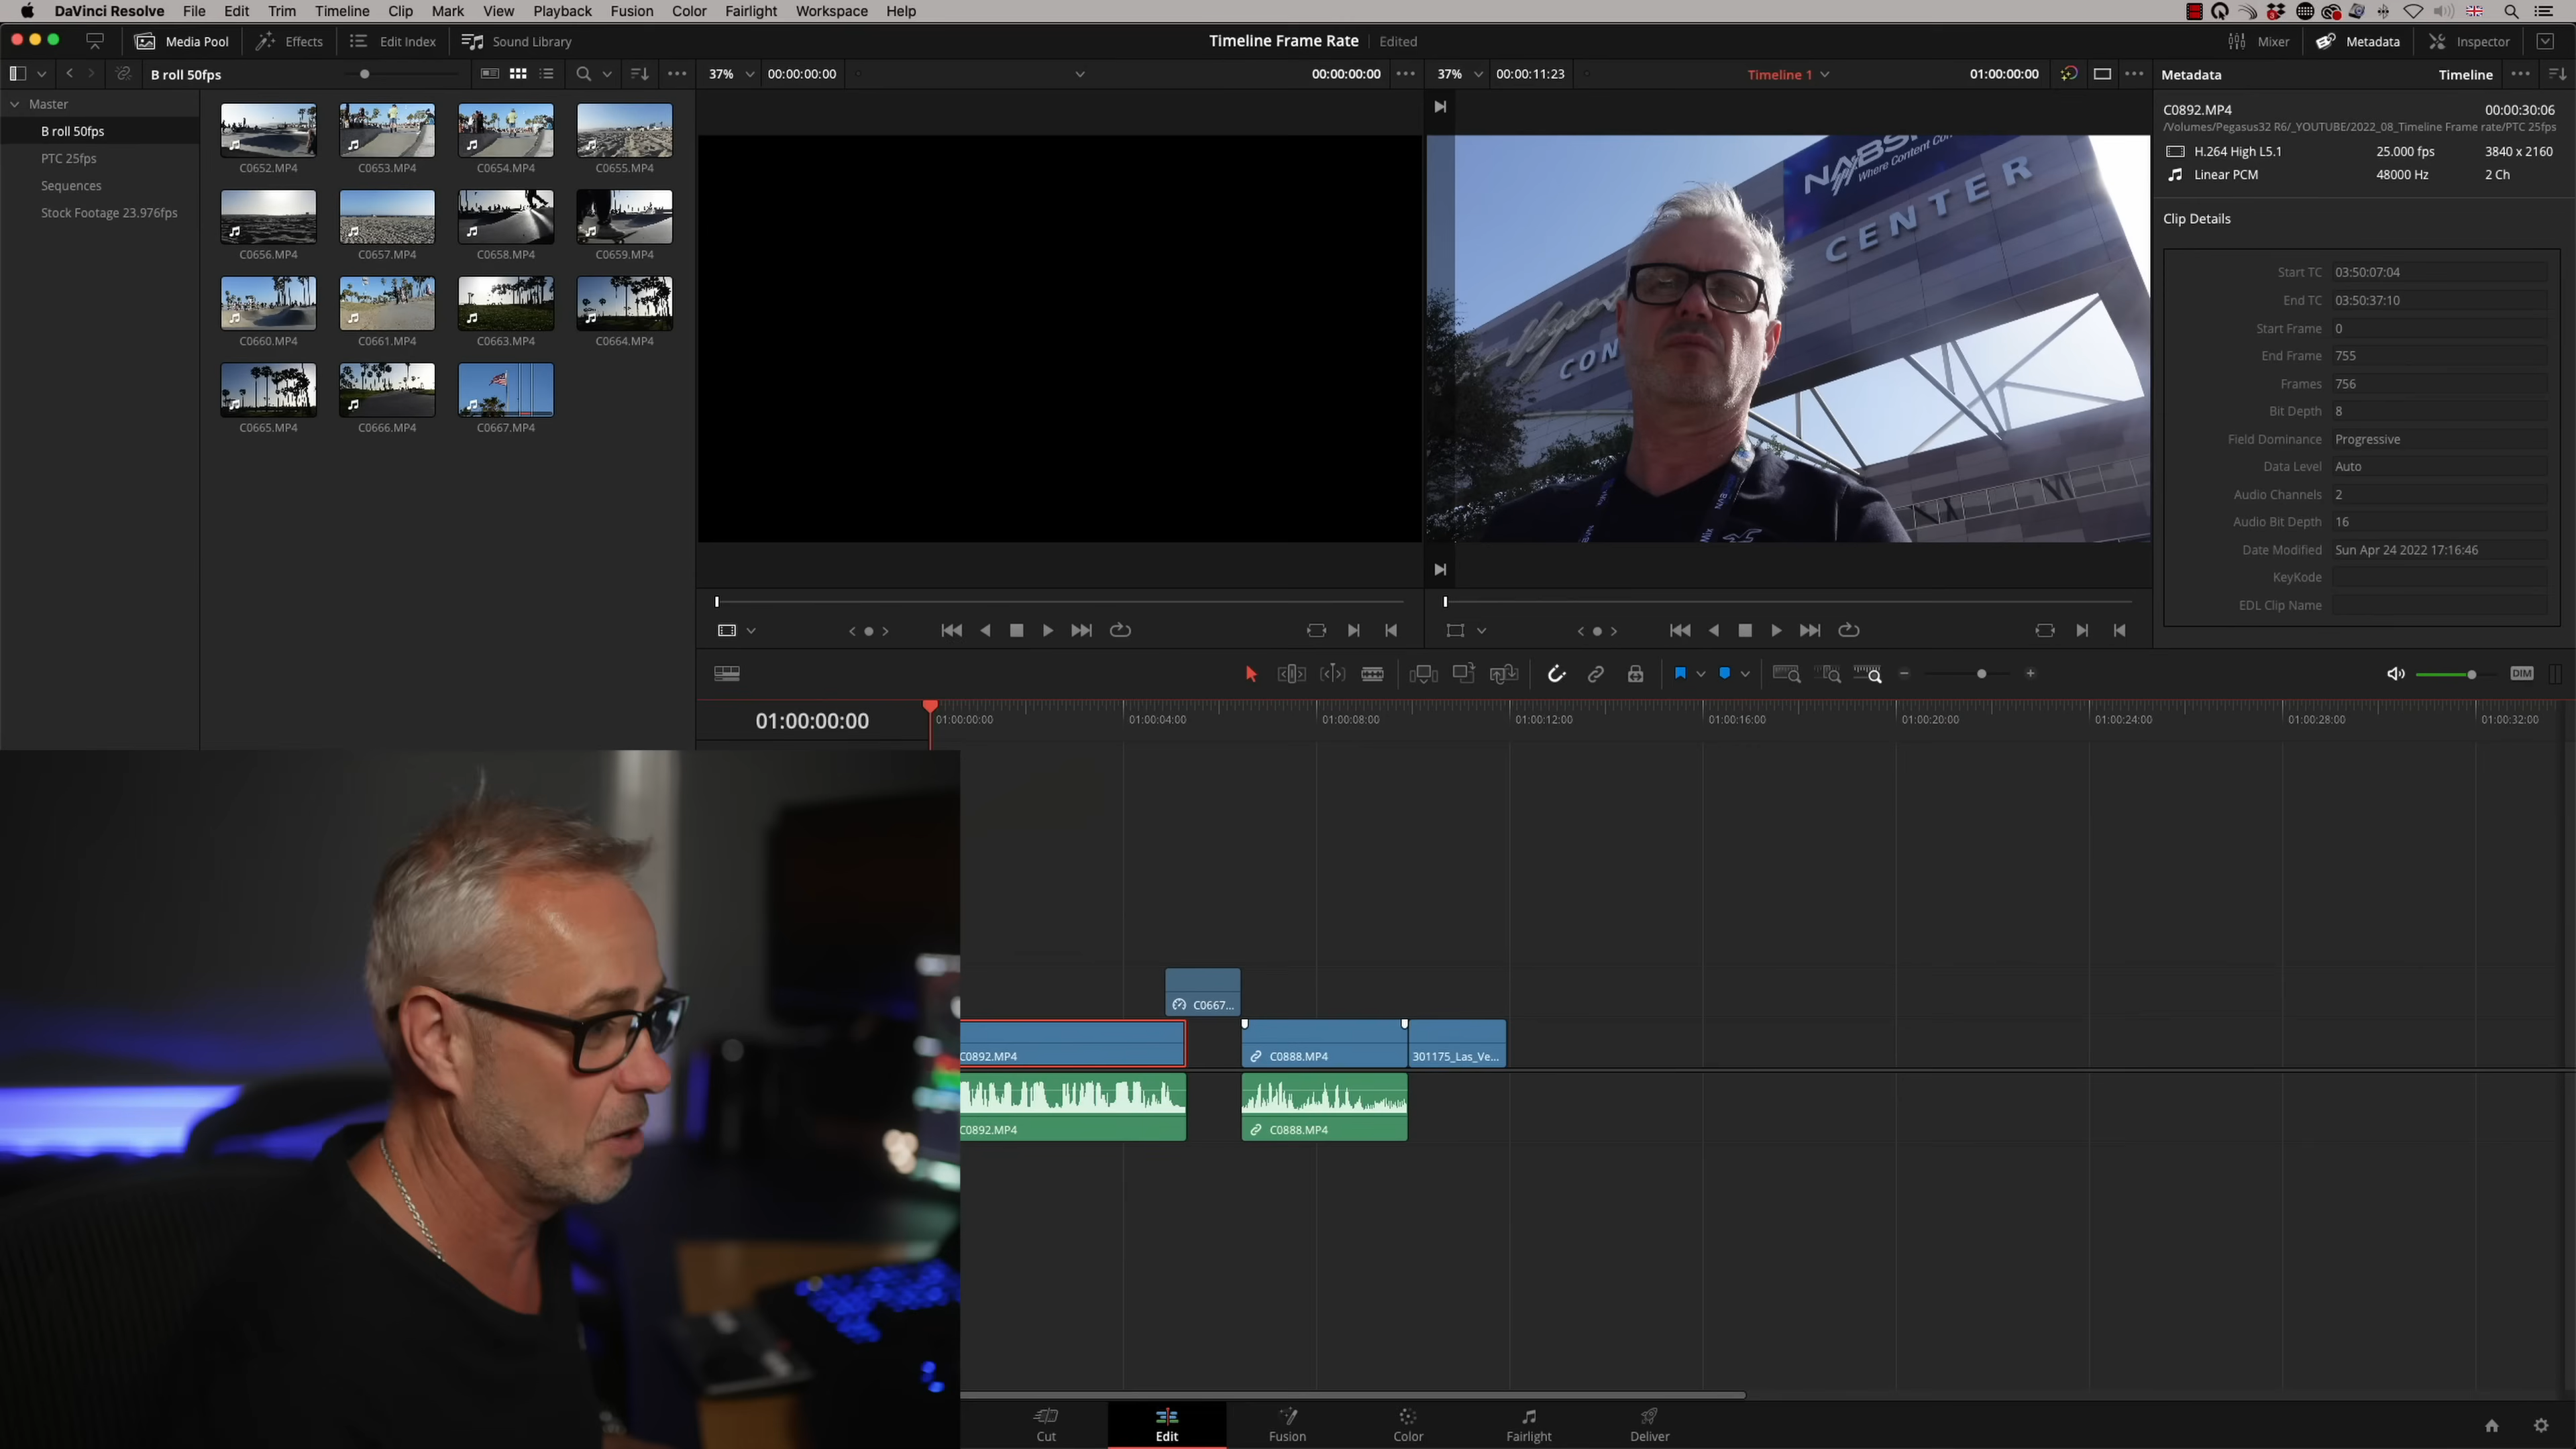 DaVinci Resolve File Edit Trim Timeline Clip Mark View Playback Fusion Color Fairlight Workspace Help
Media Pool Effects Edit Index Sound Library Timeline Frame Rate Edited Mixer Metadata Inspector
B roll 50fps 37% 00:00:00:00 00:00:00:00 37% 00:00:11:23 Timeline 1 01:00:00:00 Metadata Timeline
Master
B roll 50fps
PTC 25fps
Sequences
Stock Footage 23.976fps
C0652.MP4 C0653.MP4 C0654.MP4 C0655.MP4
C0656.MP4 C0657.MP4 C0658.MP4 C0659.MP4
C0660.MP4 C0661.MP4 C0663.MP4 C0664.MP4
C0665.MP4 C0666.MP4 C0667.MP4
NABSH
Where Content Com
CENTER
CON
C0892.MP4 00:00:30:06
/Volumes/Pegasus32 R6/_YOUTUBE/2022_08_Timeline Frame rate/PTC 25fps
H.264 High L5.1 25.000 fps 3840 x 2160
Linear PCM 48000 Hz 2 Ch
Clip Details
Start TC 03:50:07:04
End TC 03:50:37:10
Start Frame 0
End Frame 755
Frames 756
Bit Depth 8
Field Dominance Progressive
Data Level Auto
Audio Channels 2
Audio Bit Depth 16
Date Modified Sun Apr 24 2022 17:16:46
KeyKode
EDL Clip Name
DIM
01:00:00:00 01:00:00:00 01:00:04:00 01:00:08:00 01:00:12:00 01:00:16:00 01:00:20:00 01:00:24:00 01:00:28:00 01:00:32:00
C0667...
C0892.MP4 C0888.MP4 301175_Las_Ve...
C0892.MP4 C0888.MP4
Cut Edit Fusion Color Fairlight Deliver